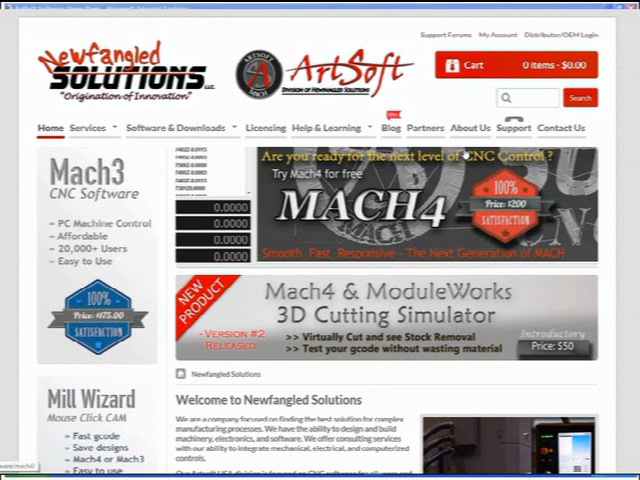 Support Forums My Account Distributor/OEM Login
Newfangled
SOLUTIONS LLC.
"Origination of Innovation"
ARTSOFT
MACH
ArtSoft
DIVISION OF NEWFANGLED SOLUTIONS
Cart 0 items - $0.00
Search
Home Services Software & Downloads Licensing Help & Learning Blog Partners About Us Support Contact Us
Mach3
CNC Software
– PC Machine Control
– Affordable
– 20,000+ Users
– Easy to Use
100%
Price: $175.00
SATISFACTION
Mill Wizard
Mouse Click CAM
– Fast gcode
– Save designs
– Mach4 or Mach3
– Easy to use
0.0000
0.0000
0.0000
0.0000
Are you ready for the next level of CNC Control ?
Try Mach4 for free
MACH4
100%
Price: $200
SATISFACTION
Smooth Fast Responsive - The Next Generation of MACH
NEW
PRODUCT
Mach4 & ModuleWorks
3D Cutting Simulator
- VERSION #2
RELEASED
>> Virtually Cut and see Stock Removal
>> Test your gcode without wasting material
Introductory
Price: $50
Newfangled Solutions
Welcome to Newfangled Solutions
We are a company focused on finding the best solution for complex
manufacturing processes. We have the ability to design and build
machinery, electronics, and software. We offer consulting services
with our ability to integrate mechanical, electrical, and computerized
controls.